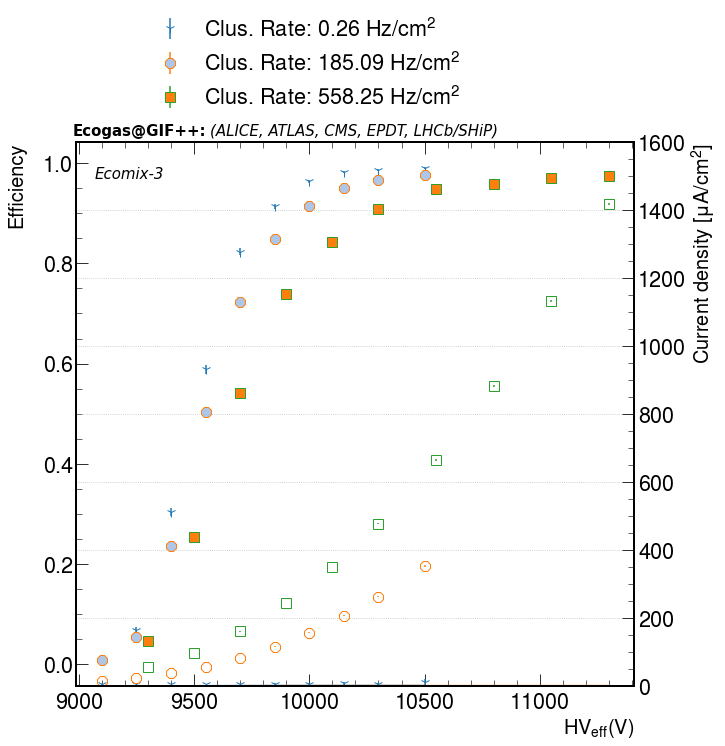 Clus. Rate: 0.26 Hz/cm²
Clus. Rate: 185.09 Hz/cm²
Clus. Rate: 558.25 Hz/cm²
Ecogas@GIF++: (ALICE, ATLAS, CMS, EPDT, LHCb/SHiP)
Ecomix-3
Efficiency
1.0
0.8
0.6
0.4
0.2
0.0
Current density [μA/cm²]
1600
1400
1200
1000
800
600
400
200
0
9000 9500 10000 10500 11000
HVeff(V)